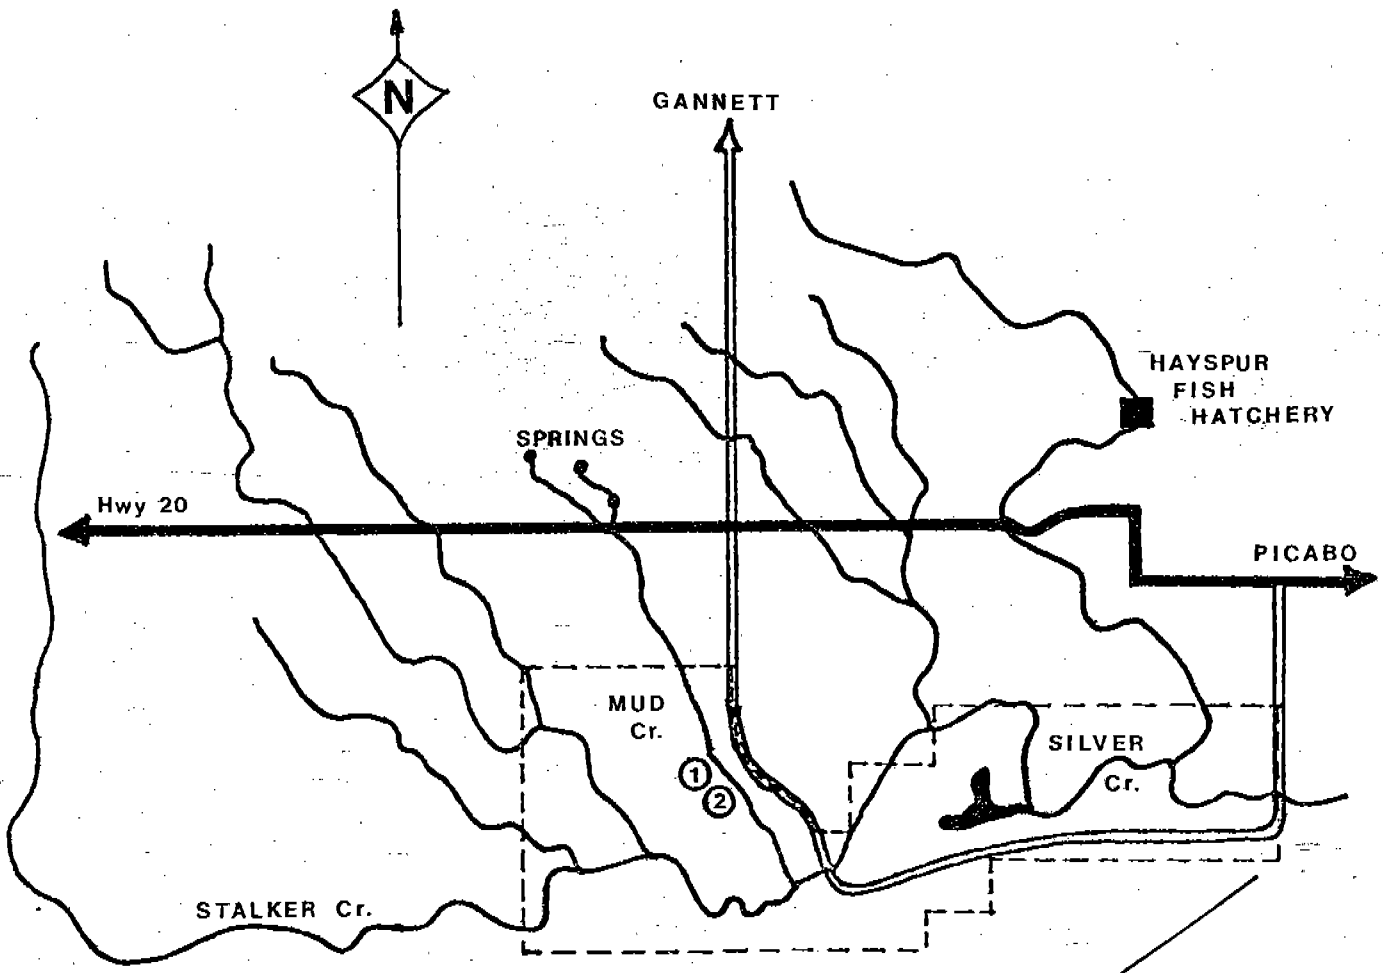 N
GANNETT
HAYSPUR
FISH
HATCHERY
SPRINGS
Hwy 20
PICABO
MUD
Cr.
SILVER
Cr.
1
2
STALKER Cr.